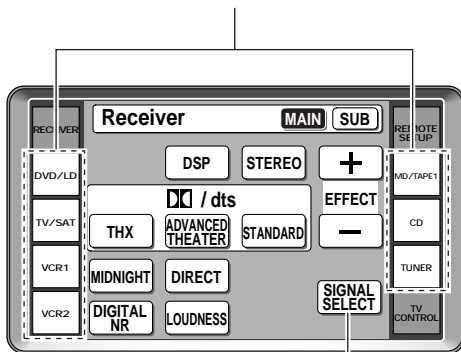 RECEIVER
Receiver
MAIN
SUB
REMOTE
SETUP
DVD/LD
DSP
STEREO
+
MD/TAPE1
/ dts
EFFECT
TV/SAT
THX
ADVANCED
THEATER
STANDARD
–
CD
VCR1
MIDNIGHT
DIRECT
TUNER
SIGNAL
SELECT
VCR2
DIGITAL
NR
LOUDNESS
TV
CONTROL